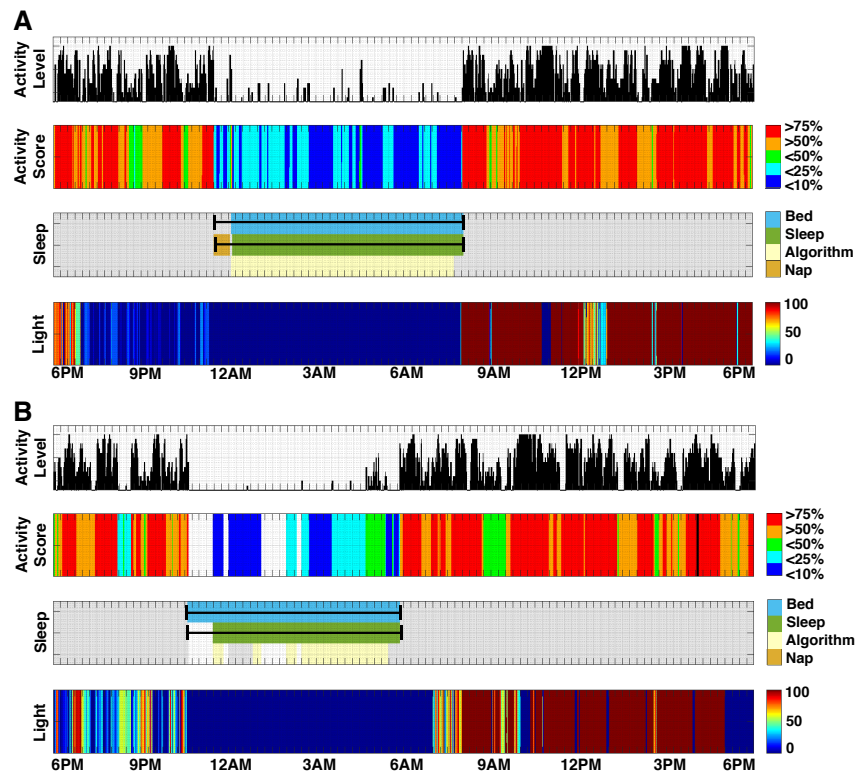 A
Activity
Level
Activity
Score
>75%
>50%
<50%
<25%
<10%
Sleep
Bed
Sleep
Algorithm
Nap
Light
100
50
0
6PM 9PM 12AM 3AM 6AM 9AM 12PM 3PM 6PM
B
Activity
Level
Activity
Score
>75%
>50%
<50%
<25%
<10%
Sleep
Bed
Sleep
Algorithm
Nap
Light
100
50
0
6PM 9PM 12AM 3AM 6AM 9AM 12PM 3PM 6PM